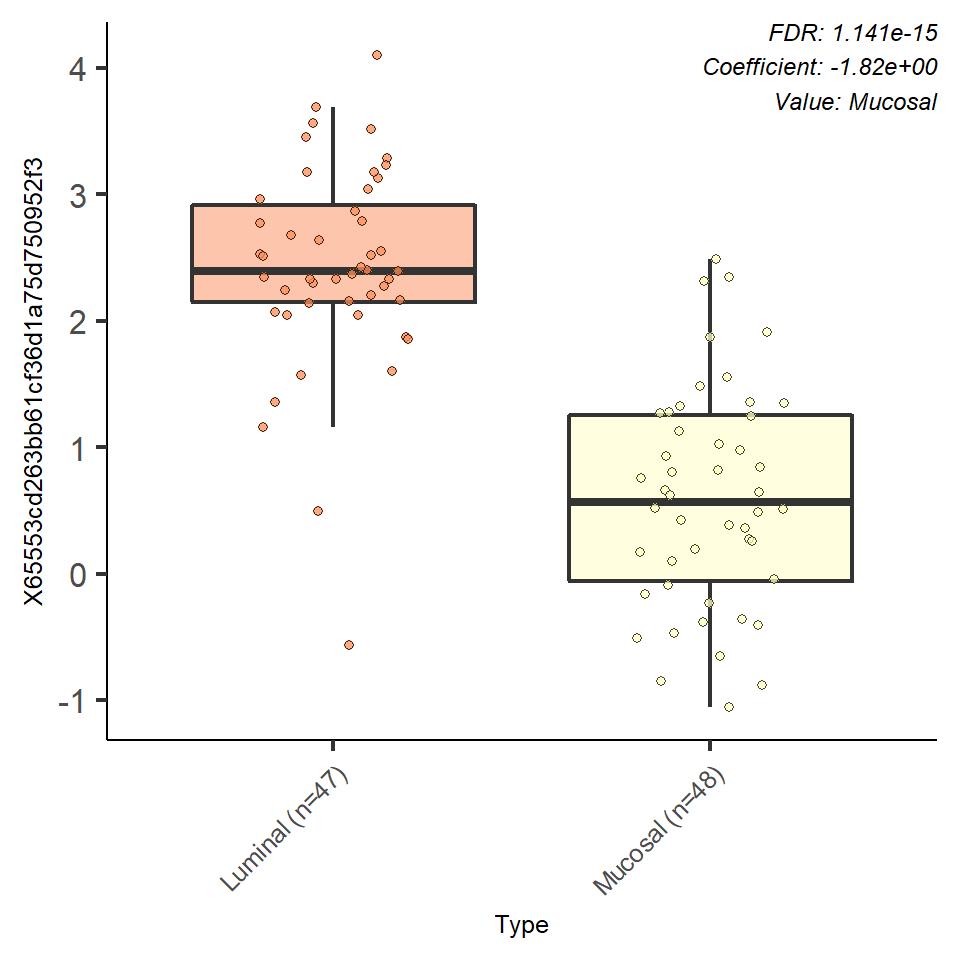 FDR: 1.141e-15
Coefficient: -1.82e+00
Value: Mucosal
4
3
2
1
0
-1
X65553cd263bb61cf36d1a75d750952f3
Luminal (n=47)
Mucosal (n=48)
Type